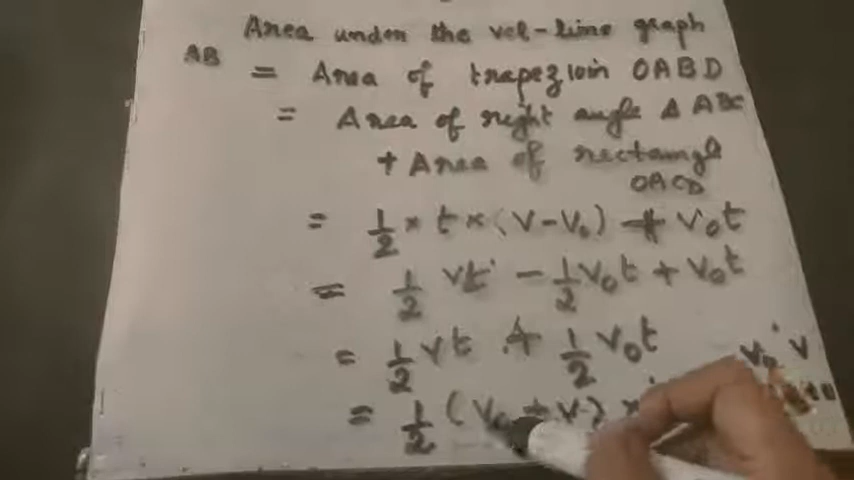 Area under the vel-time graph
AB
= Area of trapezium OABD
= Area of right angle Δ ABC
+ Area of rectangle
OACD
= 1/2 × t × (V - V₀) + V₀t
= 1/2 Vt - 1/2 V₀t + V₀t
= 1/2 Vt + 1/2 V₀t
V₀ V
= 1/2 (V₀ + V) ×